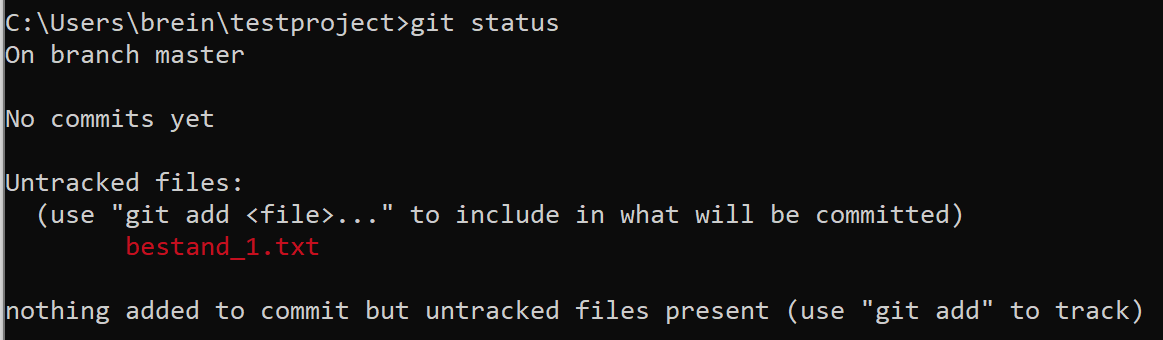 C:\Users\brein\testproject>git status
On branch master
No commits yet
Untracked files:
(use "git add <file>..." to include in what will be committed)
bestand_1.txt
nothing added to commit but untracked files present (use "git add" to track)